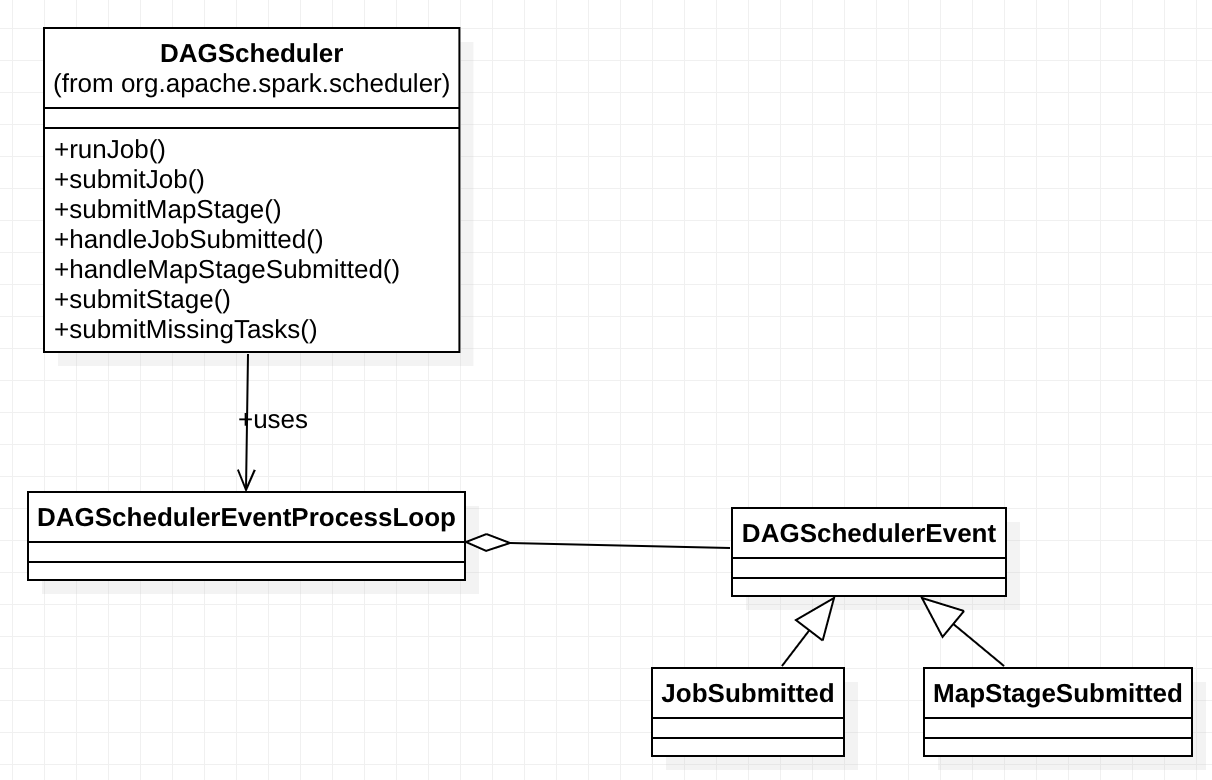 DAGScheduler
(from org.apache.spark.scheduler)
+runJob()
+submitJob()
+submitMapStage()
+handleJobSubmitted()
+handleMapStageSubmitted()
+submitStage()
+submitMissingTasks()
+uses
DAGSchedulerEventProcessLoop
DAGSchedulerEvent
JobSubmitted
MapStageSubmitted